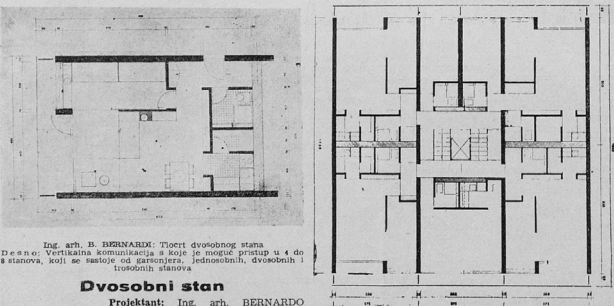 Ing. arh. B. BERNARDI: Tlocrt dvosobnog stana
Desno: Vertikalna komunikacija s koje je moguć pristup u 4 do
8 stanova, koji se sastoje od garsonjera, jednosobnih, dvosobnih i
trosobnih stanova
Dvosobni stan
Projektant: Ing. arh. BERNARDO